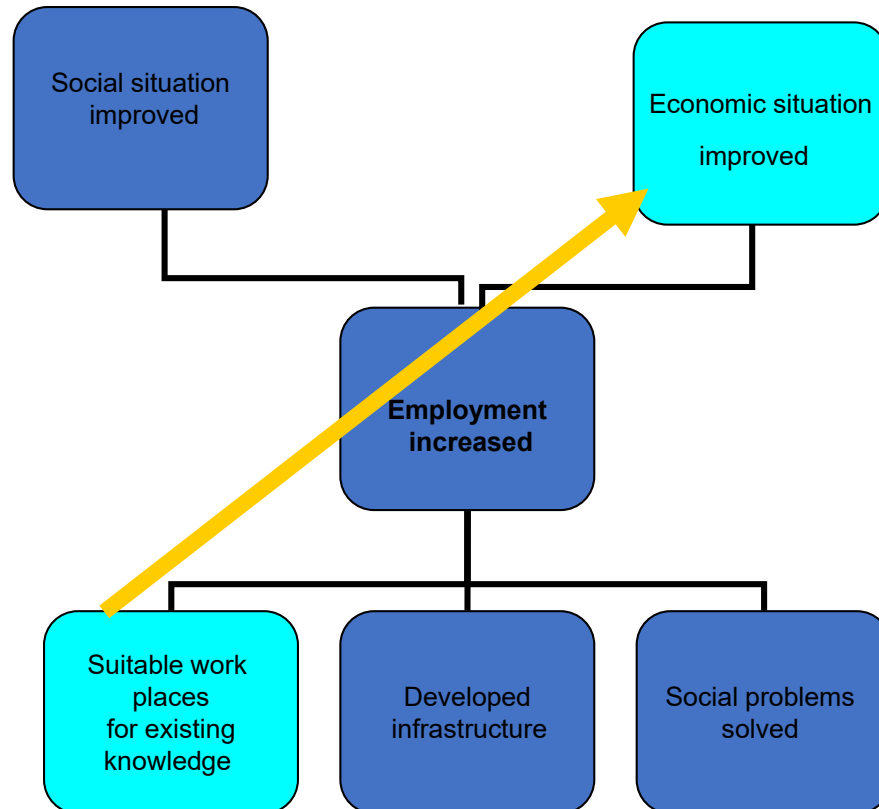 Social situation
improved
Economic situation
improved
Employment
increased
Suitable work
places
for existing
knowledge
Developed
infrastructure
Social problems
solved